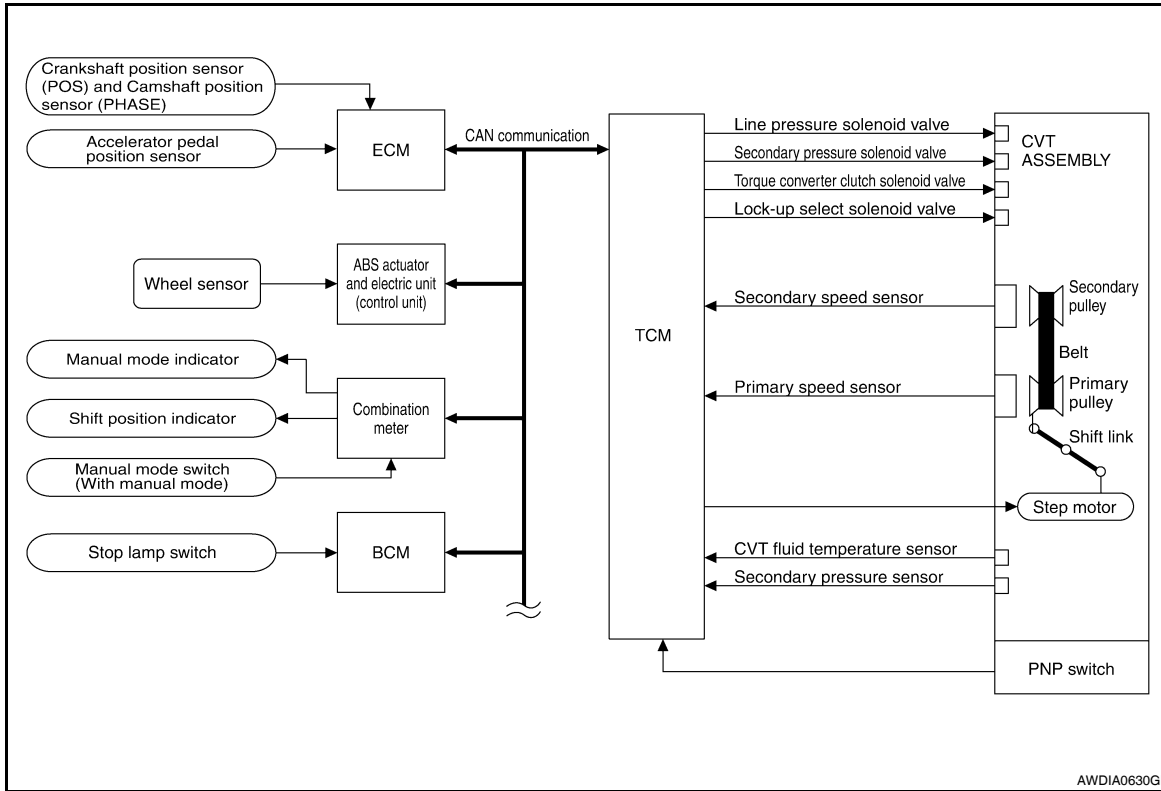 Crankshaft position sensor
(POS) and Camshaft position
sensor (PHASE)
Accelerator pedal
position sensor
ECM
CAN communication
Wheel sensor
ABS actuator
and electric unit
(control unit)
Manual mode indicator
Shift position indicator
Manual mode switch
(With manual mode)
Combination
meter
Stop lamp switch
BCM
TCM
Line pressure solenoid valve
Secondary pressure solenoid valve
Torque converter clutch solenoid valve
Lock-up select solenoid valve
Secondary speed sensor
Primary speed sensor
CVT fluid temperature sensor
Secondary pressure sensor
CVT
ASSEMBLY
Secondary
pulley
Belt
Primary
pulley
Shift link
Step motor
PNP switch
AWDIA0630G